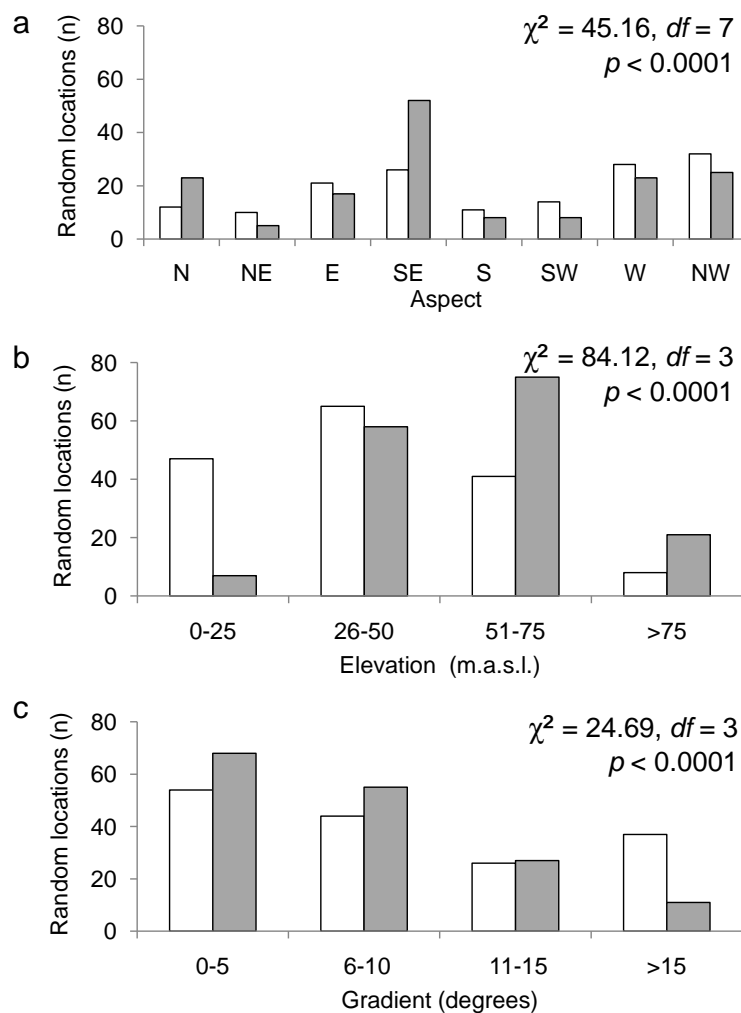 a
χ² = 45.16, df = 7
p < 0.0001
Random locations (n)
80
60
40
20
0
N NE E SE S SW W NW
Aspect
b
χ² = 84.12, df = 3
p < 0.0001
Random locations (n)
80
60
40
20
0
0-25 26-50 51-75 >75
Elevation (m.a.s.l.)
c
χ² = 24.69, df = 3
p < 0.0001
Random locations (n)
80
60
40
20
0
0-5 6-10 11-15 >15
Gradient (degrees)